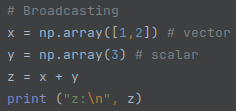 # Broadcasting
x = np.array([1,2]) # vector
y = np.array(3) # scalar
z = x + y
print ("z:\n", z)